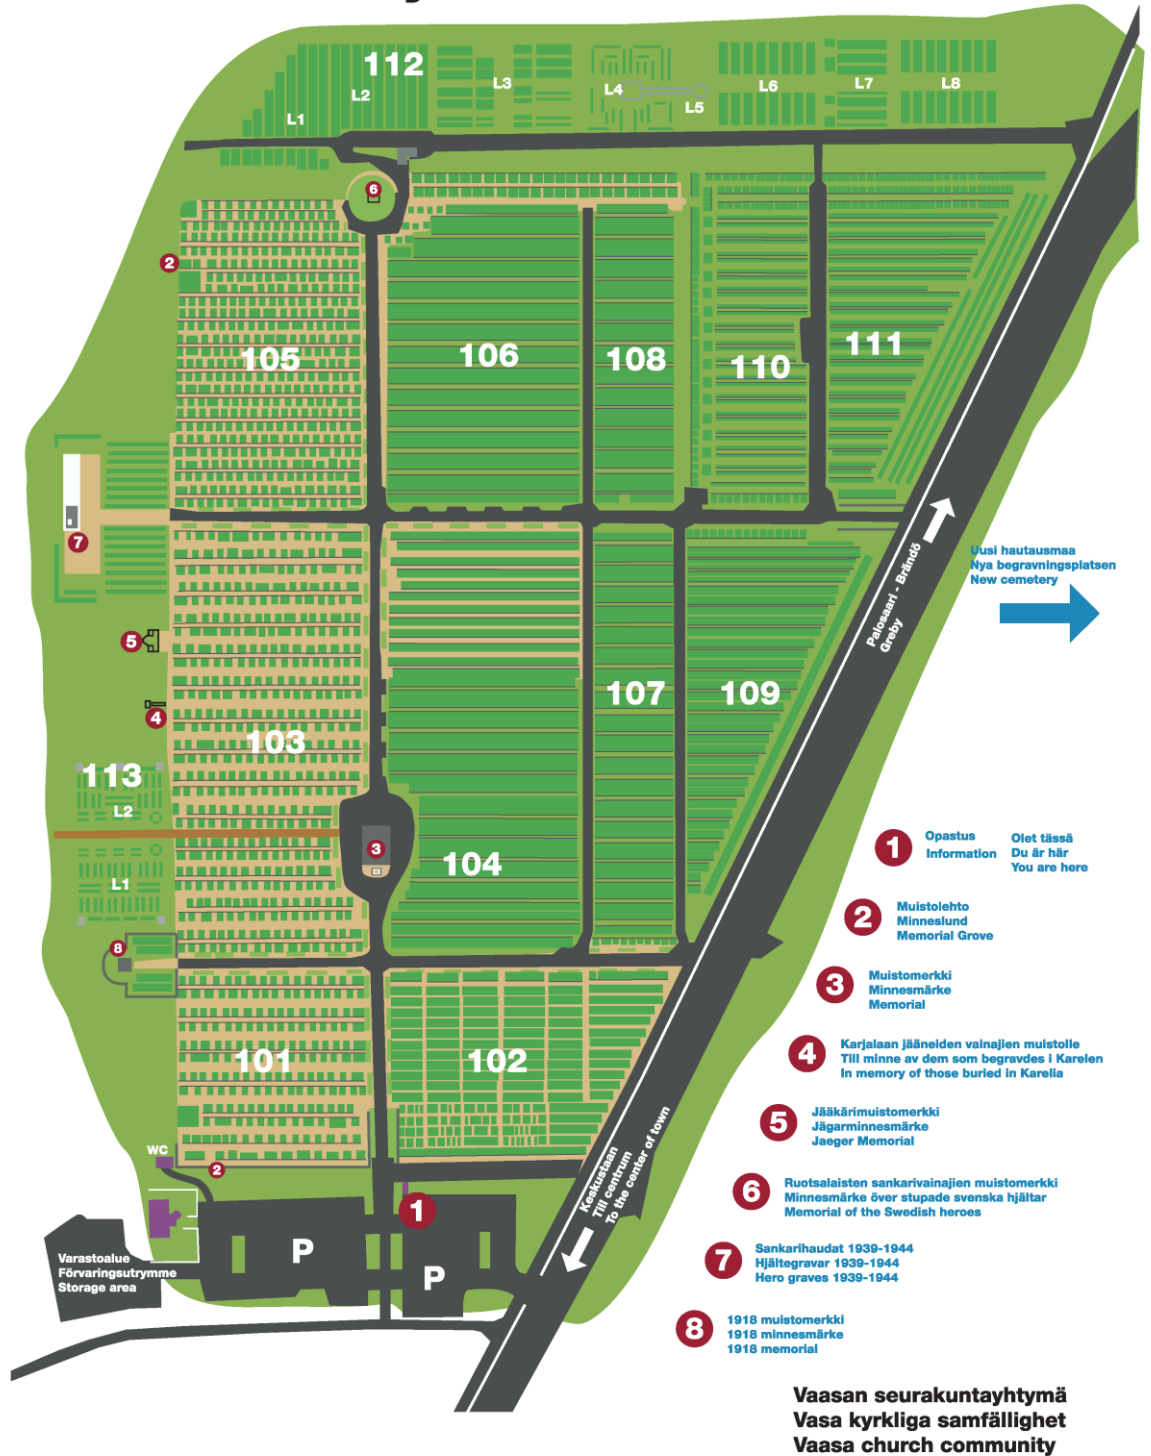 112
L1
L2
L3
L4
L5
L6
L7
L8
6
2
105
106
108
110
111
7
Palosaari - Brändö
Greby
Uusi hautausmaa
Nya begravningsplatsen
New cemetery
5
4
103
107
109
113
L2
L1
3
104
8
101
102
WC
2
1
P
P
Varastoalue
Förvaringsutrymme
Storage area
Keskustaan
Till centrum
To the center of town
1
Opastus
Information
Olet tässä
Du är här
You are here
2
Muistolehto
Minneslund
Memorial Grove
3
Muistomerkki
Minnesmärke
Memorial
4
Karjalaan jääneiden vainajien muistolle
Till minne av dem som begravdes i Karelen
In memory of those buried in Karelia
5
Jääkärimuistomerkki
Jägarminnesmärke
Jaeger Memorial
6
Ruotsalaisten sankarivainajien muistomerkki
Minnesmärke över stupade svenska hjältar
Memorial of the Swedish heroes
7
Sankarihaudat 1939-1944
Hjältegravar 1939-1944
Hero graves 1939-1944
8
1918 muistomerkki
1918 minnesmärke
1918 memorial
Vaasan seurakuntayhtymä
Vasa kyrkliga samfällighet
Vaasa church community